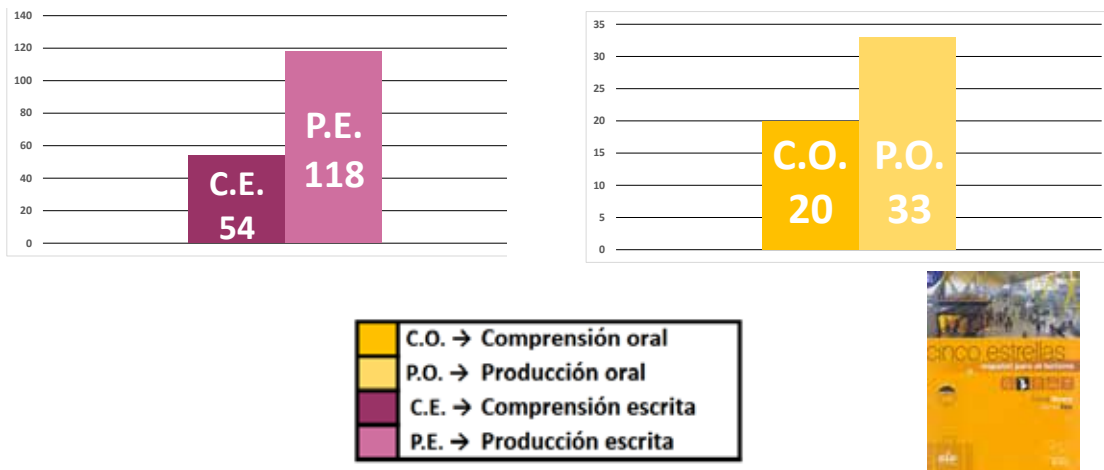 140
120
100
80
60
40
20
0
C.E.
54
P.E.
118
35
30
25
20
15
10
5
0
C.O.
20
P.O.
33
C.O. → Comprensión oral
P.O. → Producción oral
C.E. → Comprensión escrita
P.E. → Producción escrita
cinco estrellas
español para el turismo